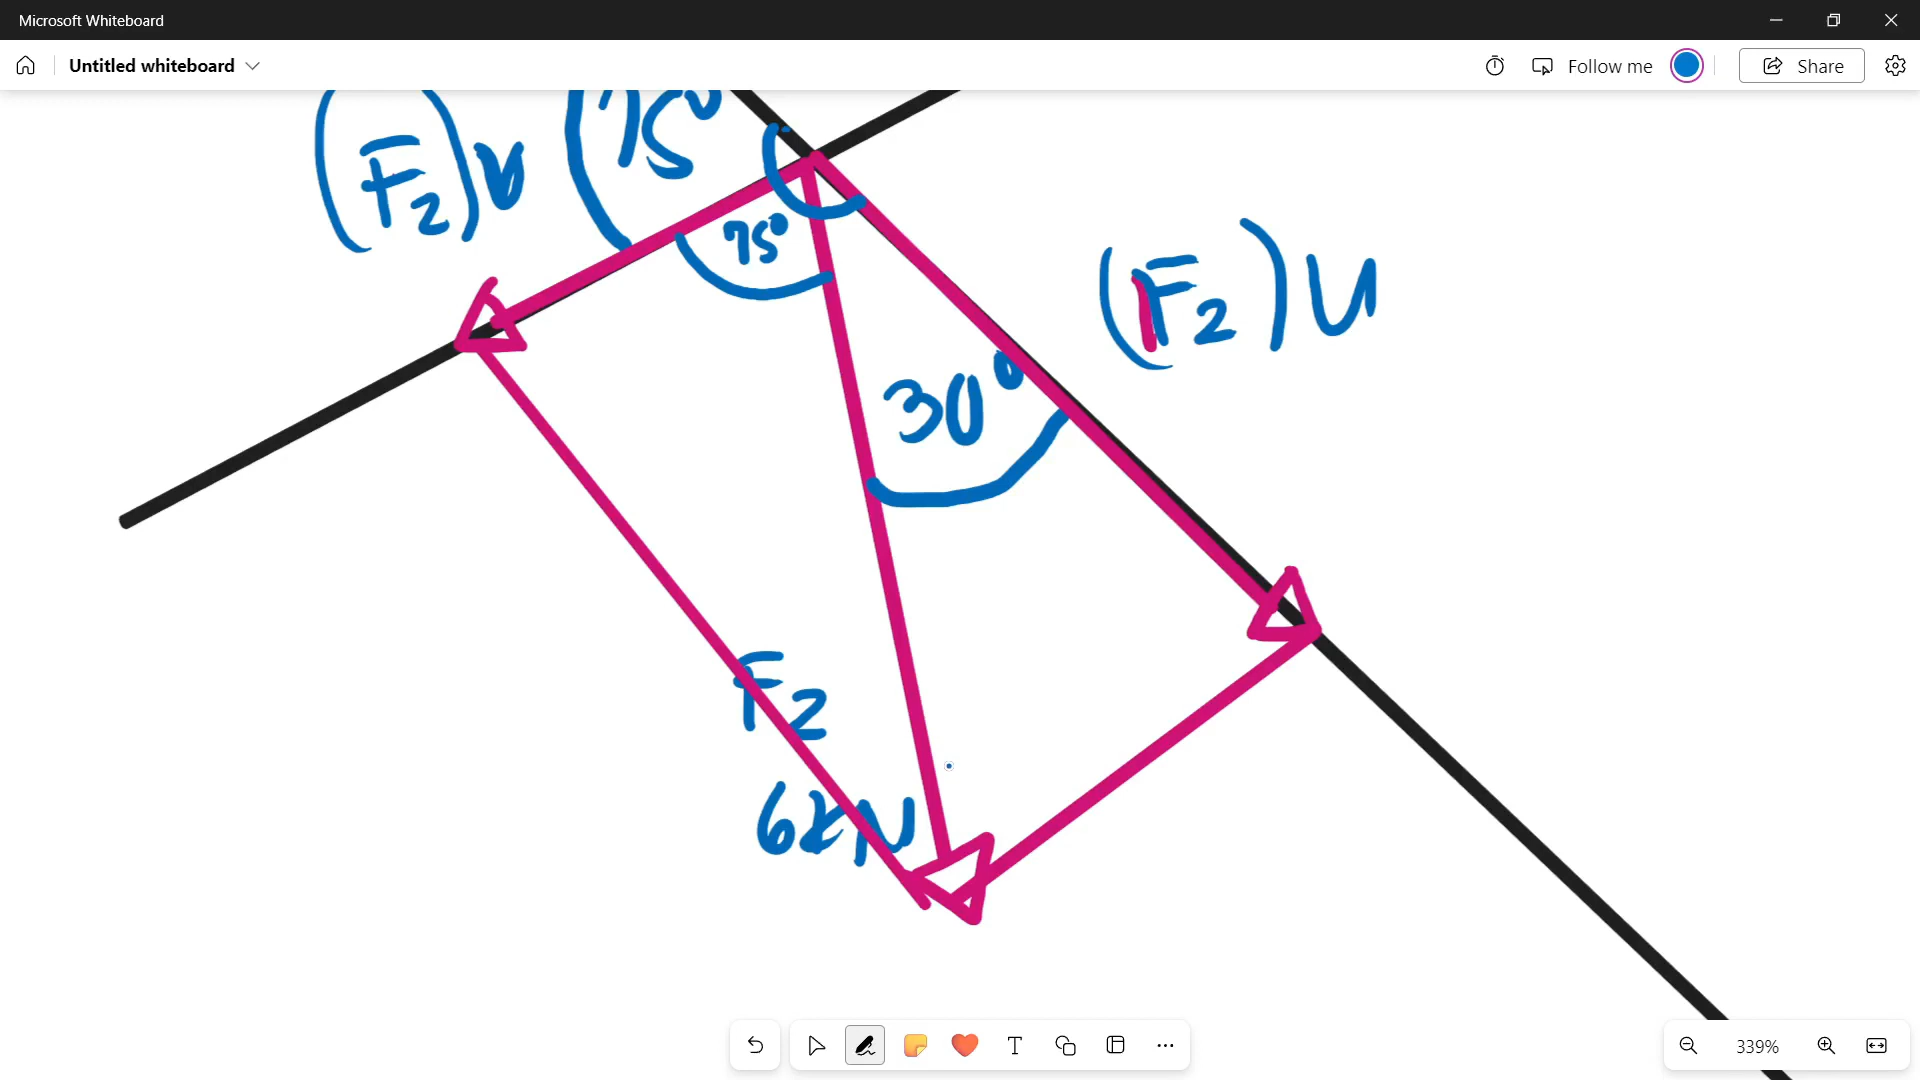 Microsoft Whiteboard
Untitled whiteboard
Follow me
Share
(F2)v
75°
75°
(F2)u
30°
F2
6kN
T
339%